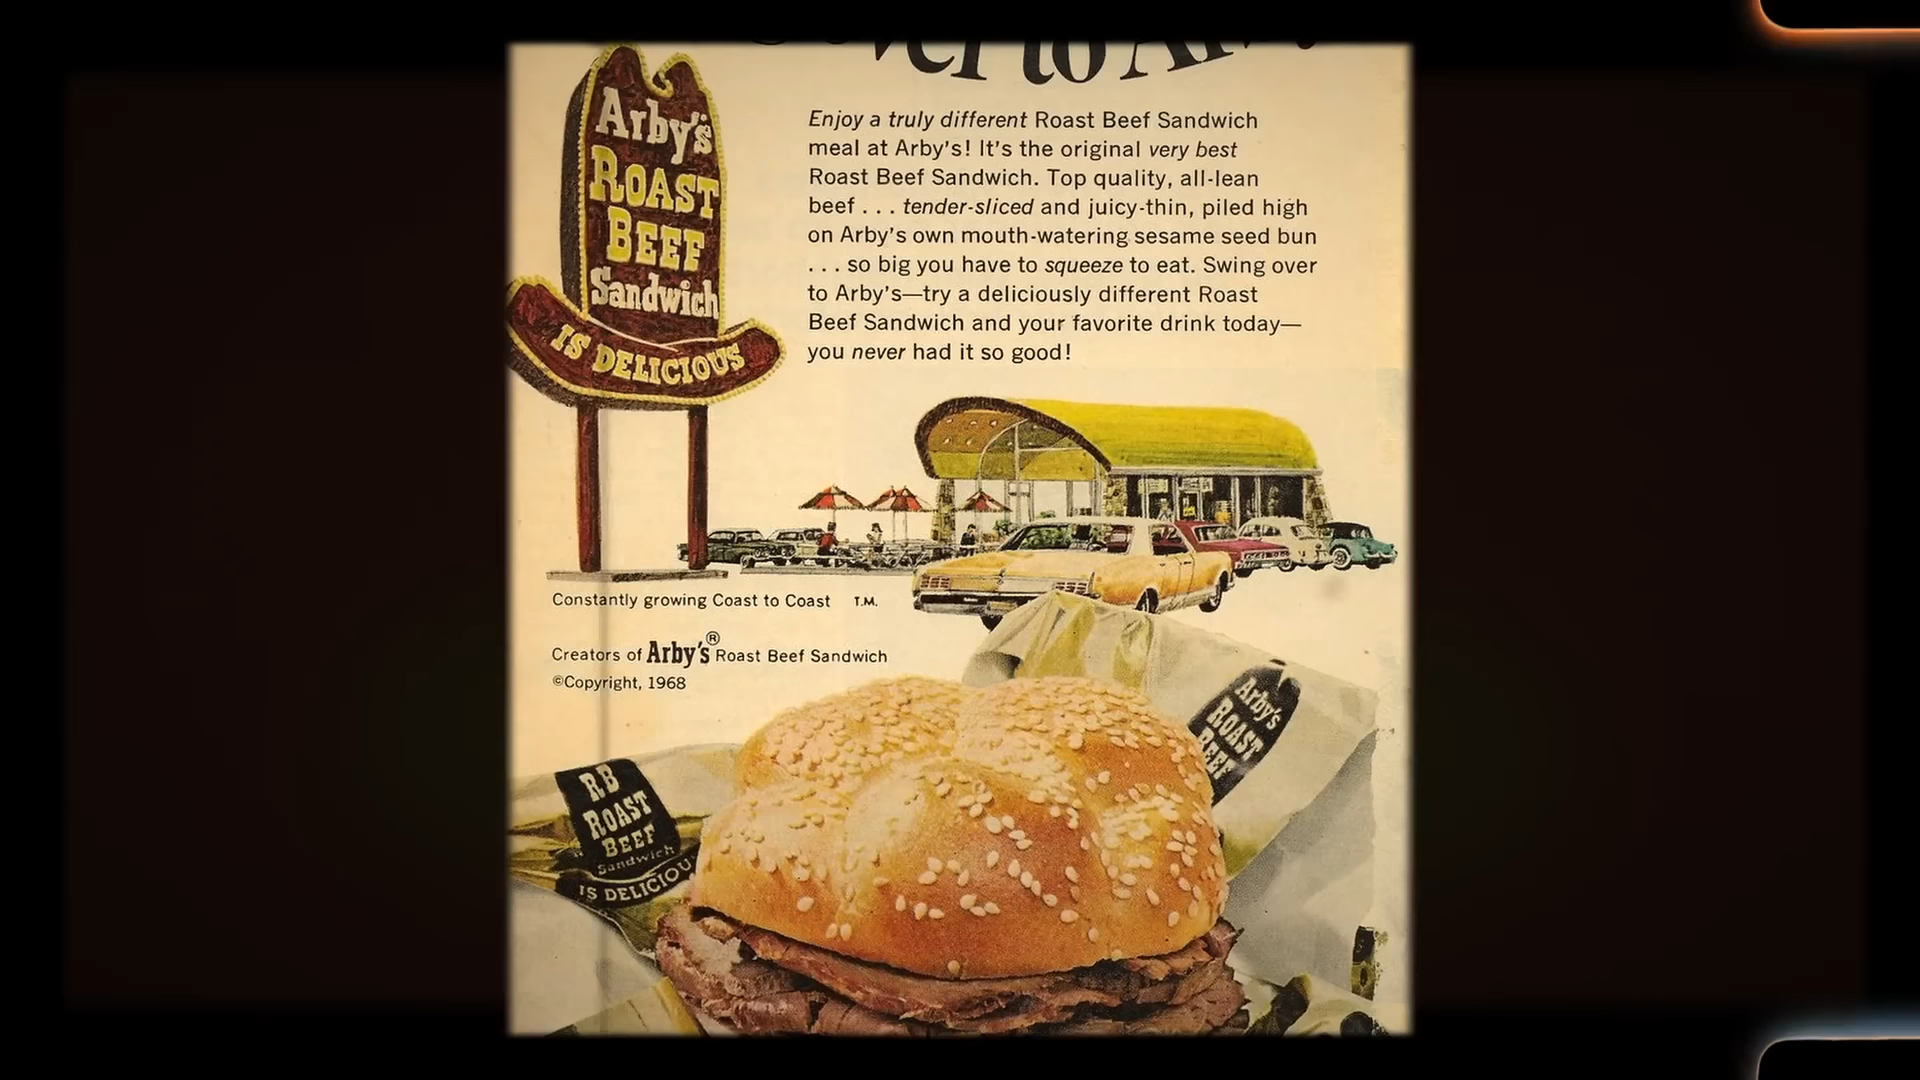 to
Enjoy a truly different Roast Beef Sandwich
meal at Arby's! It's the original very best
Roast Beef Sandwich. Top quality, all-lean
beef . . . tender-sliced and juicy-thin, piled high
on Arby's own mouth-watering sesame seed bun
. . . so big you have to squeeze to eat. Swing over
to Arby's—try a deliciously different Roast
Beef Sandwich and your favorite drink today—
you never had it so good!
Arby's
ROAST
BEEF
Sandwich
IS DELICIOUS
Constantly growing Coast to Coast T.M.
Creators of Arby's® Roast Beef Sandwich
©Copyright, 1968
Arby's
ROAST
BEEF
RB
ROAST
BEEF
Sandwich
IS DELICIOU